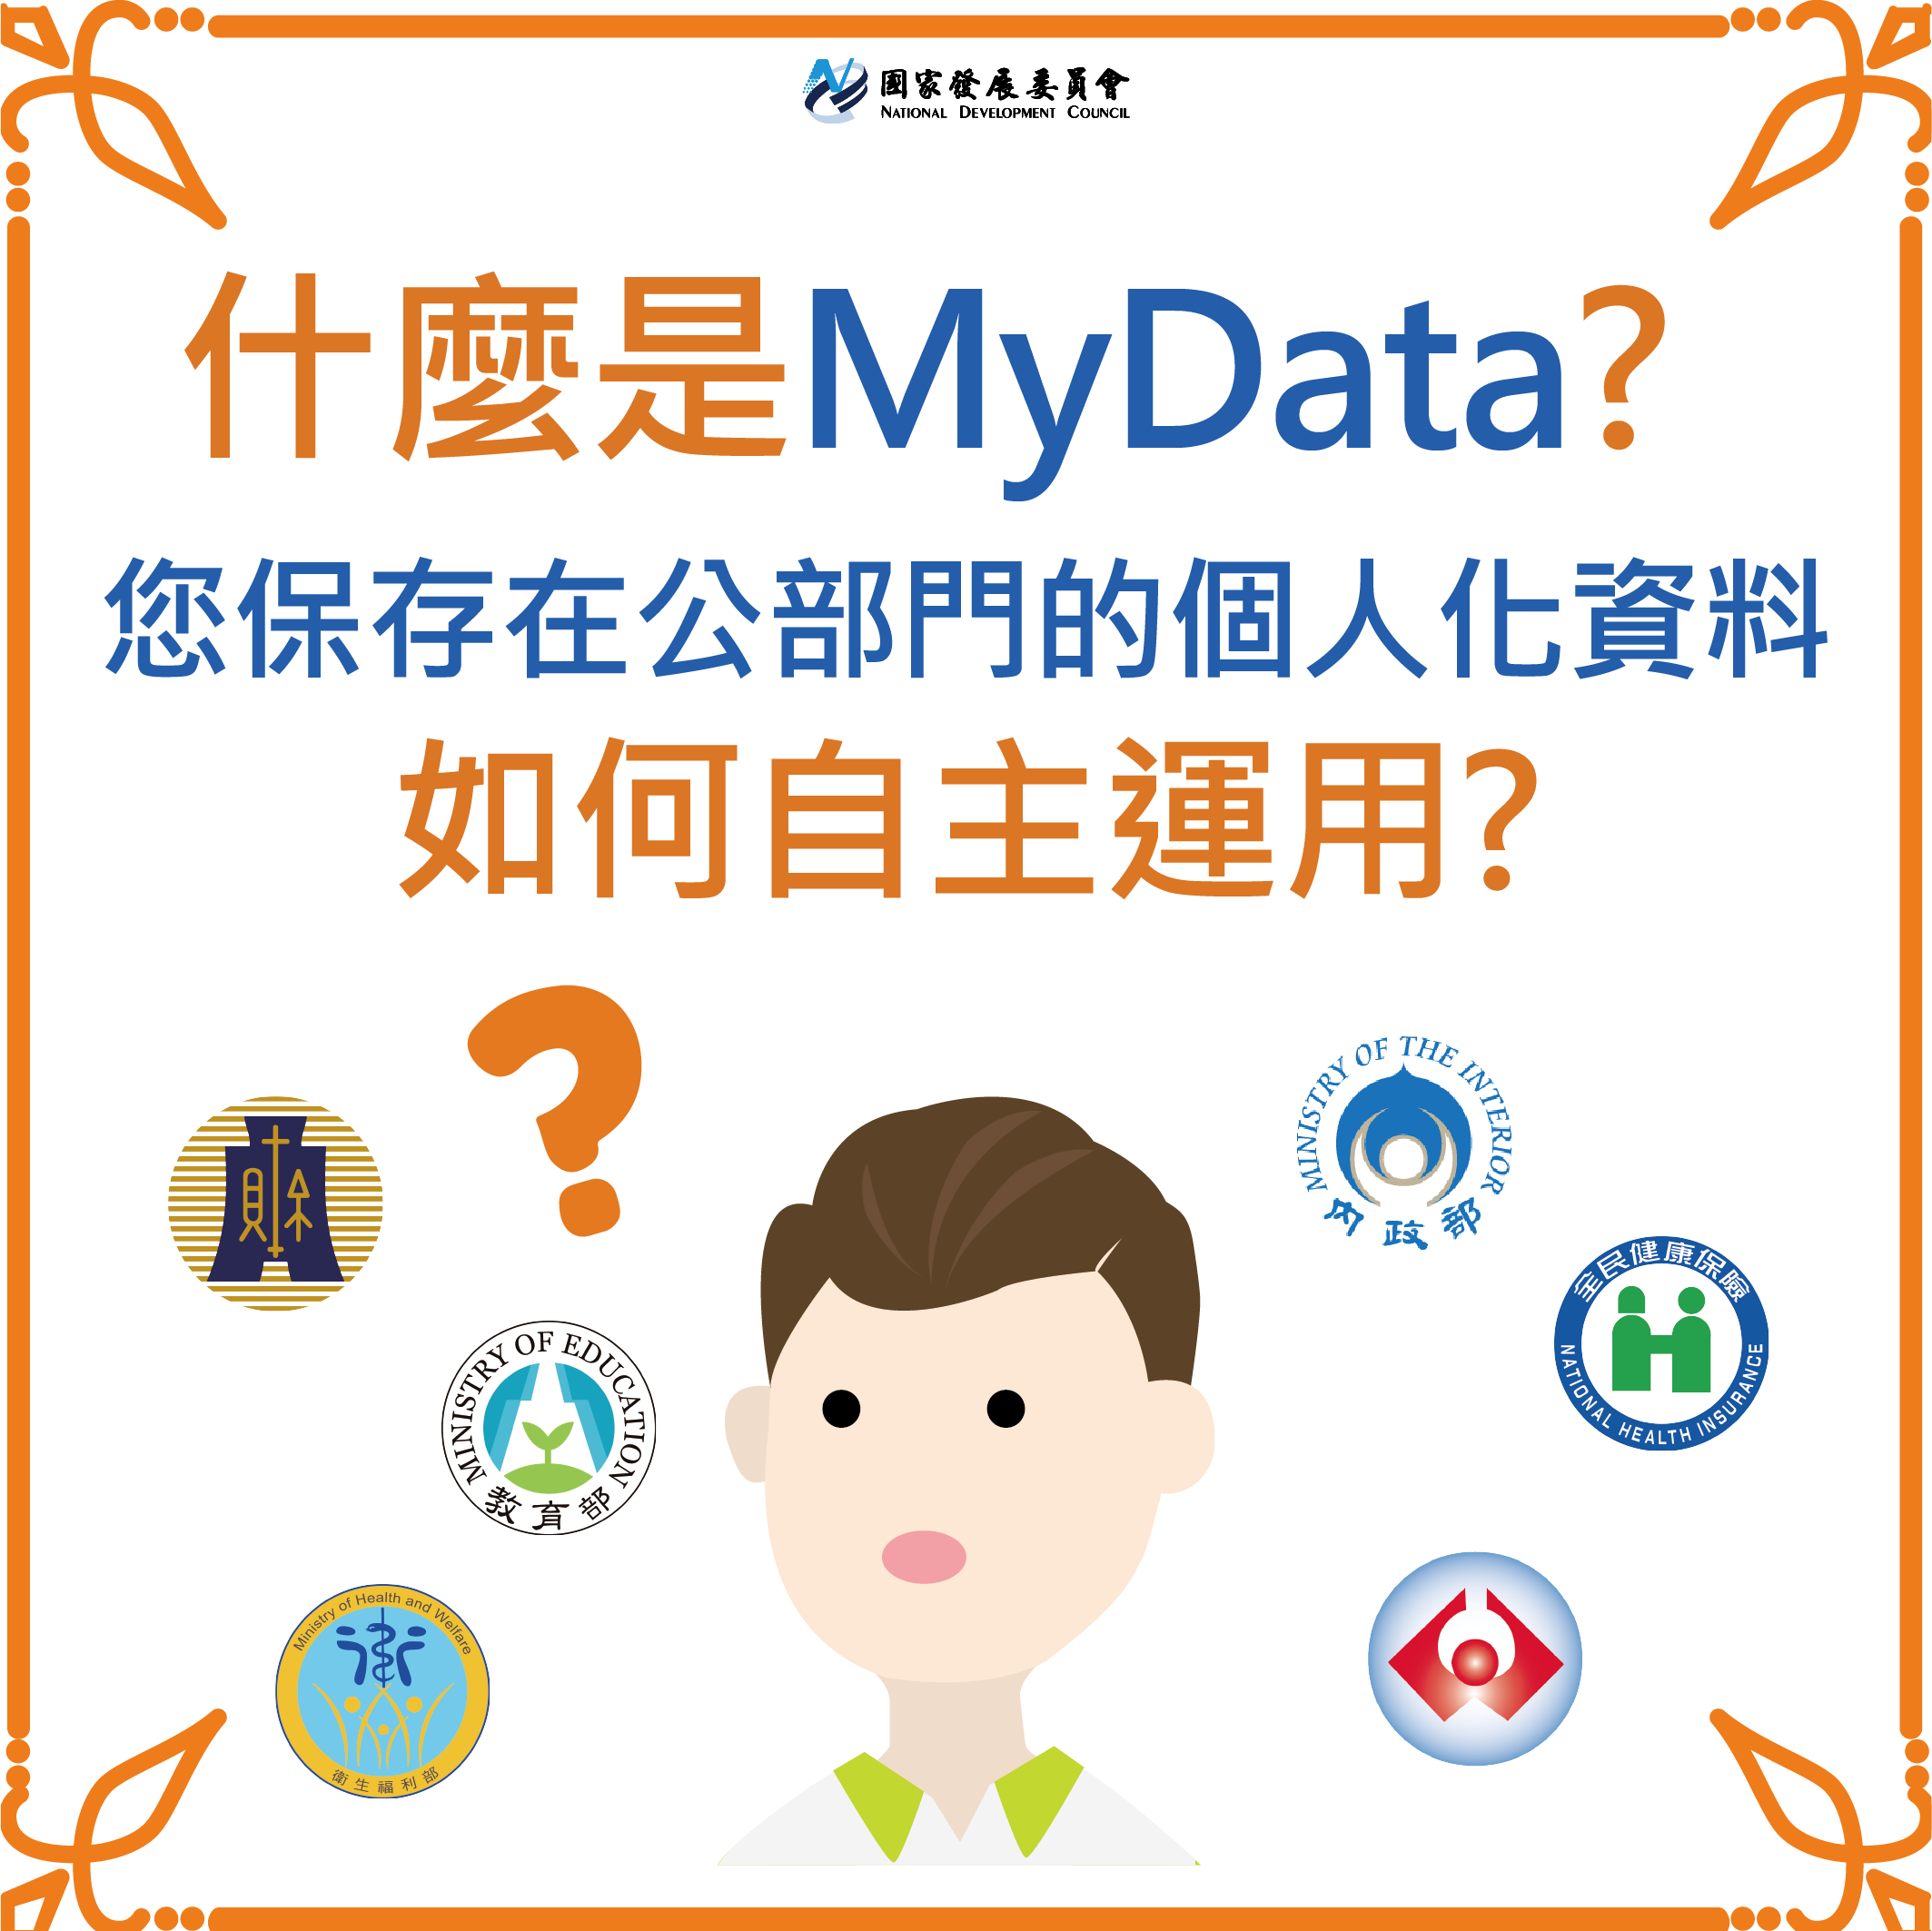 國家發展委員會
NATIONAL DEVELOPMENT COUNCIL
什麼是MyData?
您保存在公部門的個人化資料
如何自主運用?
?
MINISTRY OF THE INTERIOR
內政部
財
全民健康保險
NATIONAL HEALTH INSURANCE
MINISTRY OF EDUCATION
教育部
Ministry of Health and Welfare
衛生福利部